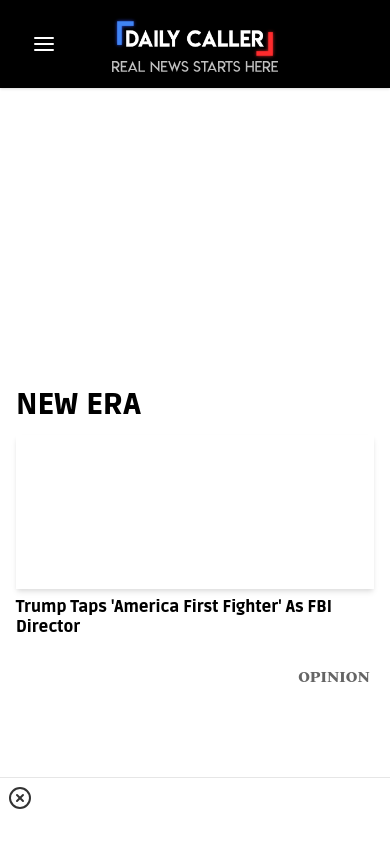 DAILY CALLER
REAL NEWS STARTS HERE
NEW ERA
Trump Taps 'America First Fighter' As FBI
Director
OPINION